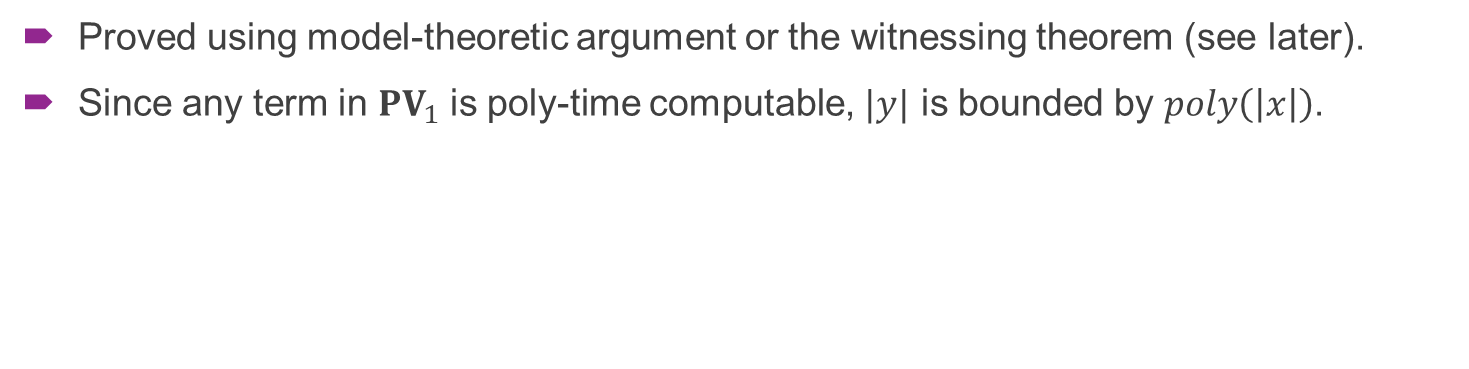 Proved using model-theoretic argument or the witnessing theorem (see later).
Since any term in 𝐏𝐕₁ is poly-time computable, |𝑦| is bounded by 𝑝𝑜𝑙𝑦(|𝑥|).